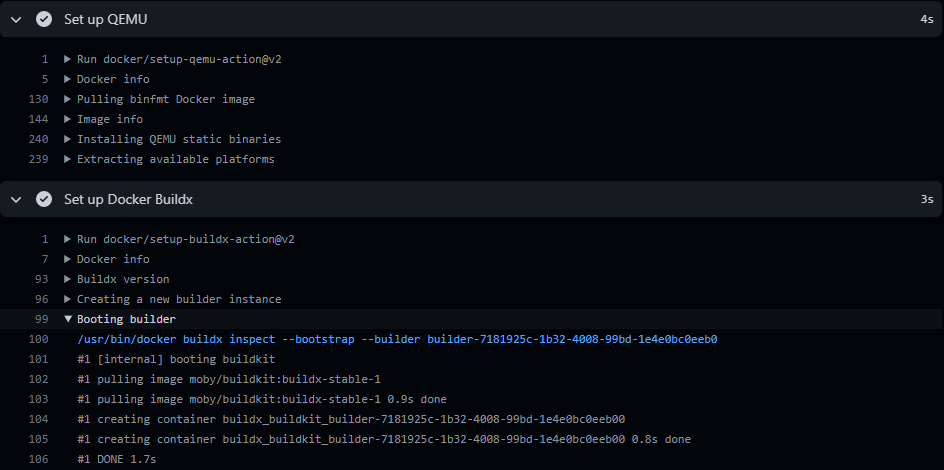 Set up QEMU 4s
1 Run docker/setup-qemu-action@v2
5 Docker info
130 Pulling binfmt Docker image
144 Image info
240 Installing QEMU static binaries
239 Extracting available platforms
Set up Docker Buildx 3s
1 Run docker/setup-buildx-action@v2
7 Docker info
93 Buildx version
96 Creating a new builder instance
99 Booting builder
100 /usr/bin/docker buildx inspect --bootstrap --builder builder-7181925c-1b32-4008-99bd-1e4e0bc0eeb0
101 #1 [internal] booting buildkit
102 #1 pulling image moby/buildkit:buildx-stable-1
103 #1 pulling image moby/buildkit:buildx-stable-1 0.9s done
104 #1 creating container buildx_buildkit_builder-7181925c-1b32-4008-99bd-1e4e0bc0eeb00
105 #1 creating container buildx_buildkit_builder-7181925c-1b32-4008-99bd-1e4e0bc0eeb00 0.8s done
106 #1 DONE 1.7s